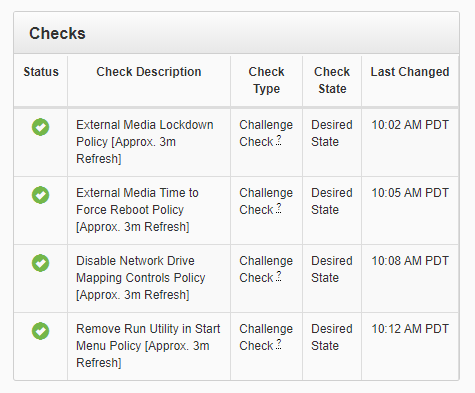 Checks
Status Check Description Check Type Check State Last Changed
External Media Lockdown
Policy [Approx. 3m
Refresh]
Challenge
Check ?
Desired
State
10:02 AM PDT
External Media Time to
Force Reboot Policy
[Approx. 3m Refresh]
Challenge
Check ?
Desired
State
10:05 AM PDT
Disable Network Drive
Mapping Controls Policy
[Approx. 3m Refresh]
Challenge
Check ?
Desired
State
10:08 AM PDT
Remove Run Utility in Start
Menu Policy [Approx. 3m
Refresh]
Challenge
Check ?
Desired
State
10:12 AM PDT